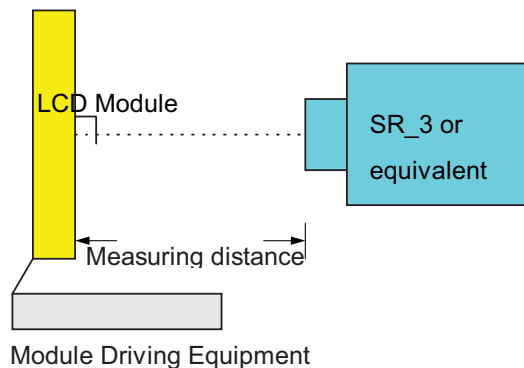 LCD Module
SR_3 or
equivalent
Measuring distance
Module Driving Equipment